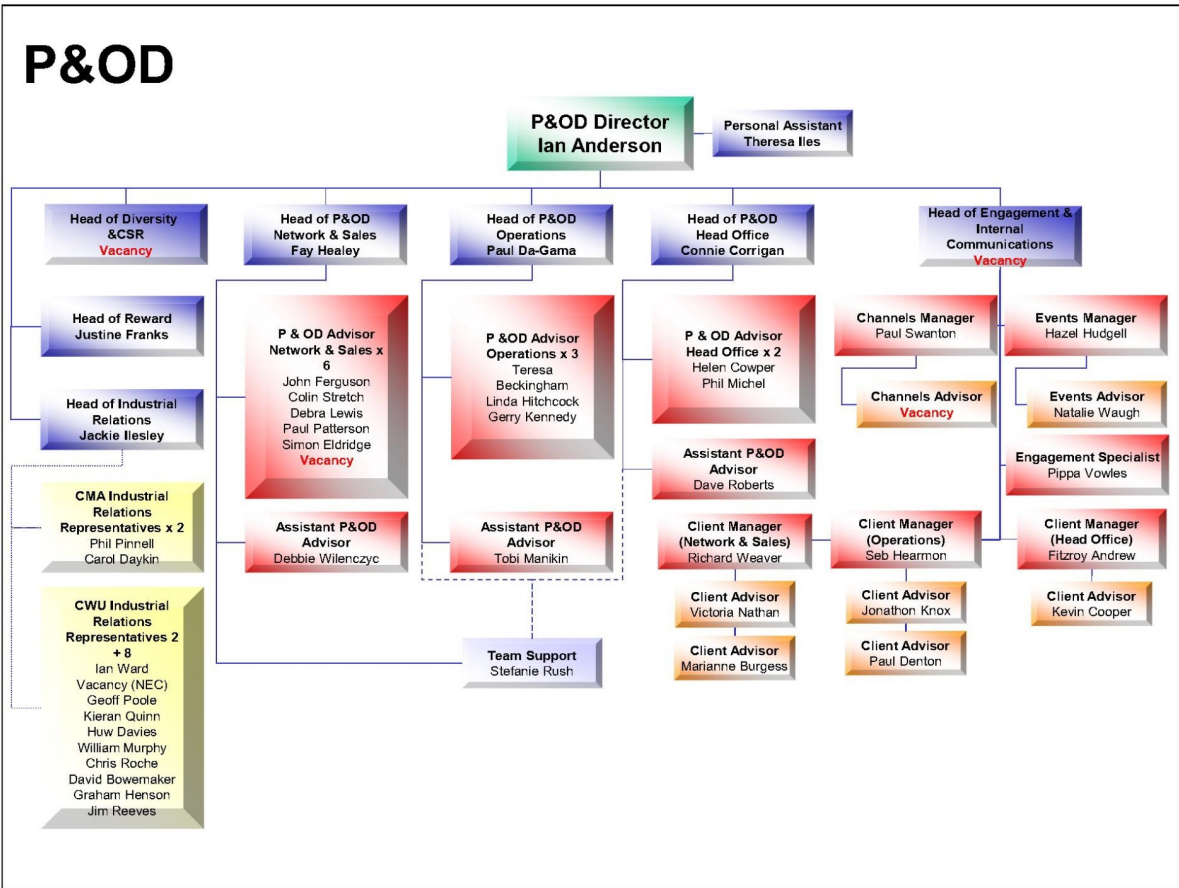 P&OD
P&OD Director
Ian Anderson
Personal Assistant
Theresa Iles
Head of Diversity
&CSR
Vacancy
Head of P&OD
Network & Sales
Fay Healey
Head of P&OD
Operations
Paul Da-Gama
Head of P&OD
Head Office
Connie Corrigan
Head of Engagement &
Internal
Communications
Vacancy
Head of Reward
Justine Franks
Head of Industrial
Relations
Jackie Ilesley
CMA Industrial
Relations
Representatives x 2
Phil Pinnell
Carol Daykin
CWU Industrial
Relations
Representatives 2
+ 8
Ian Ward
Vacancy (NEC)
Geoff Poole
Kieran Quinn
Huw Davies
William Murphy
Chris Roche
David Bowemaker
Graham Henson
Jim Reeves
P & OD Advisor
Network & Sales x
6
John Ferguson
Colin Stretch
Debra Lewis
Paul Patterson
Simon Eldridge
Vacancy
Assistant P&OD
Advisor
Debbie Wilenczyc
P &OD Advisor
Operations x 3
Teresa
Beckingham
Linda Hitchcock
Gerry Kennedy
Assistant P&OD
Advisor
Tobi Manikin
Team Support
Stefanie Rush
P & OD Advisor
Head Office x 2
Helen Cowper
Phil Michel
Assistant P&OD
Advisor
Dave Roberts
Channels Manager
Paul Swanton
Channels Advisor
Vacancy
Events Manager
Hazel Hudgell
Events Advisor
Natalie Waugh
Engagement Specialist
Pippa Vowles
Client Manager
(Network & Sales)
Richard Weaver
Client Advisor
Victoria Nathan
Client Advisor
Marianne Burgess
Client Manager
(Operations)
Seb Hearmon
Client Advisor
Jonathon Knox
Client Advisor
Paul Denton
Client Manager
(Head Office)
Fitzroy Andrew
Client Advisor
Kevin Cooper